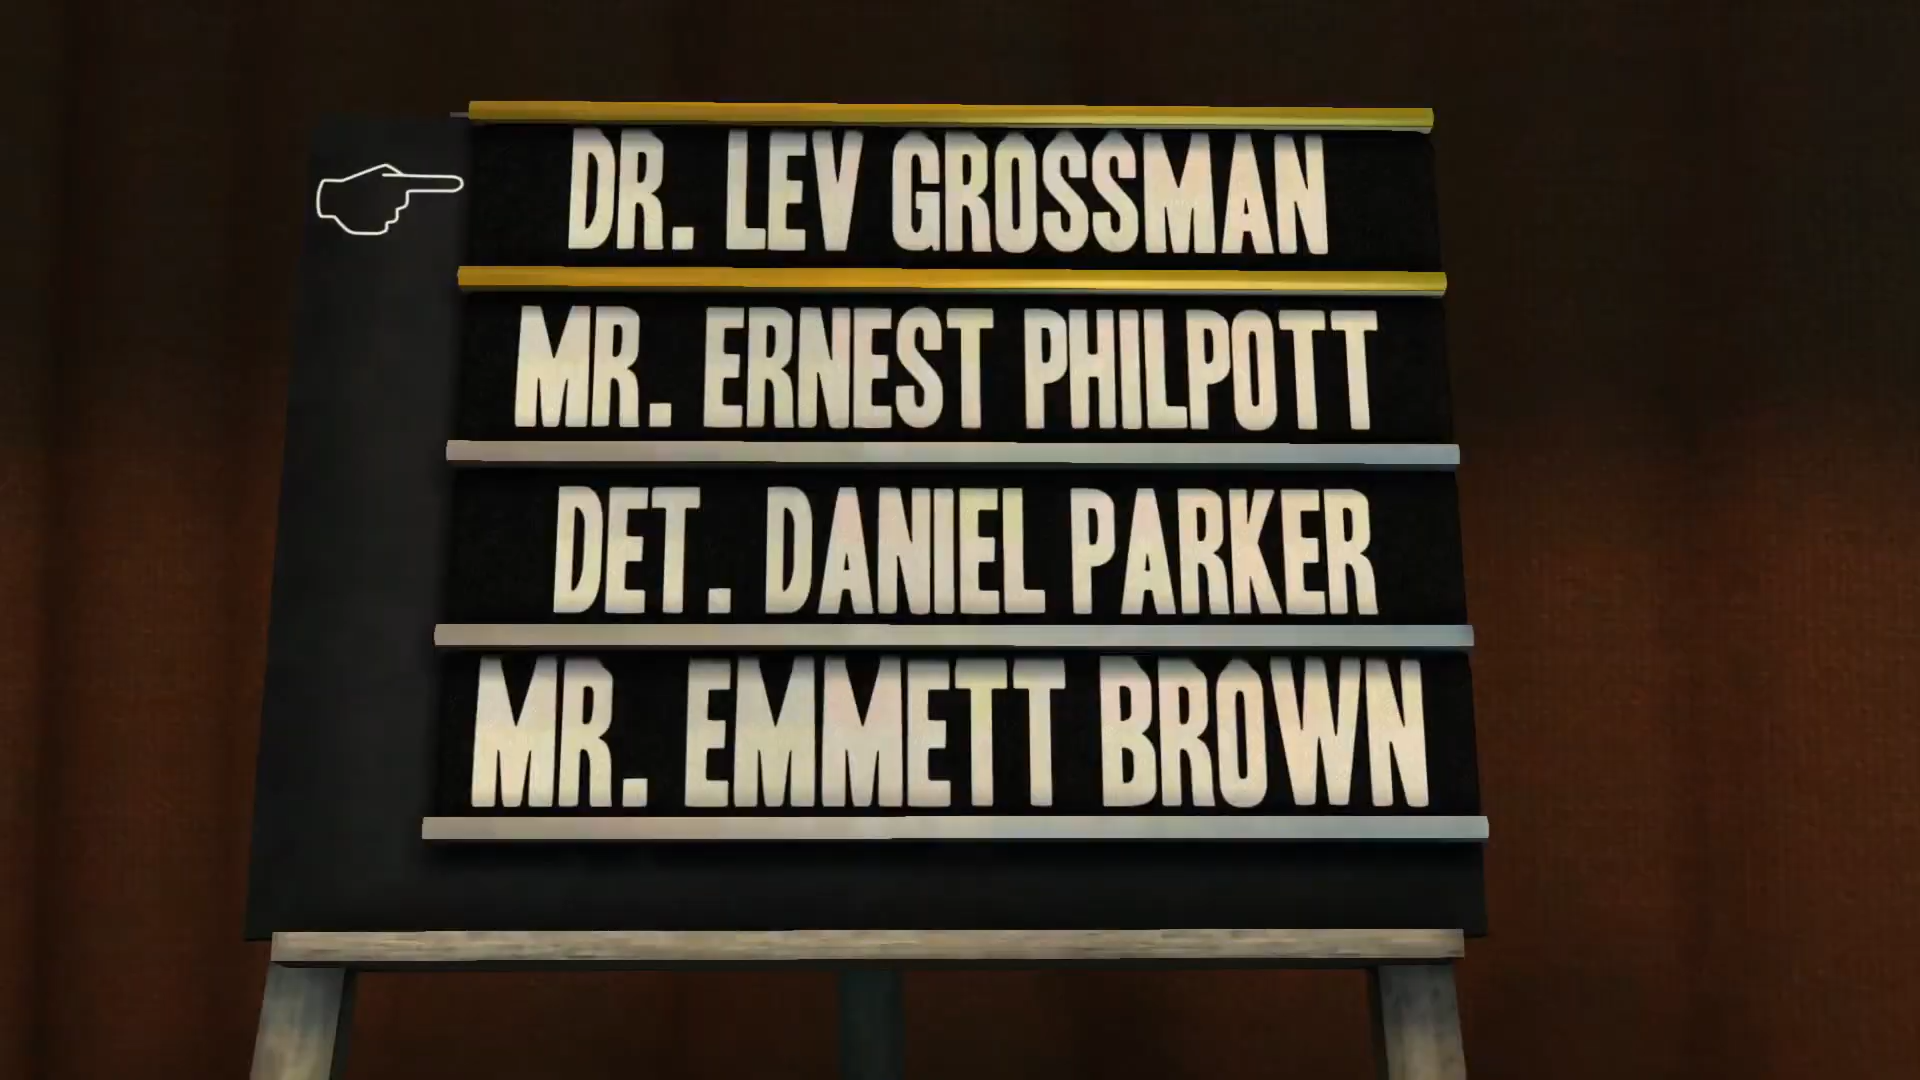 DR. LEV GROSSMAN
MR. ERNEST PHILPOTT
DET. DANIEL PARKER
MR. EMMETT BROWN